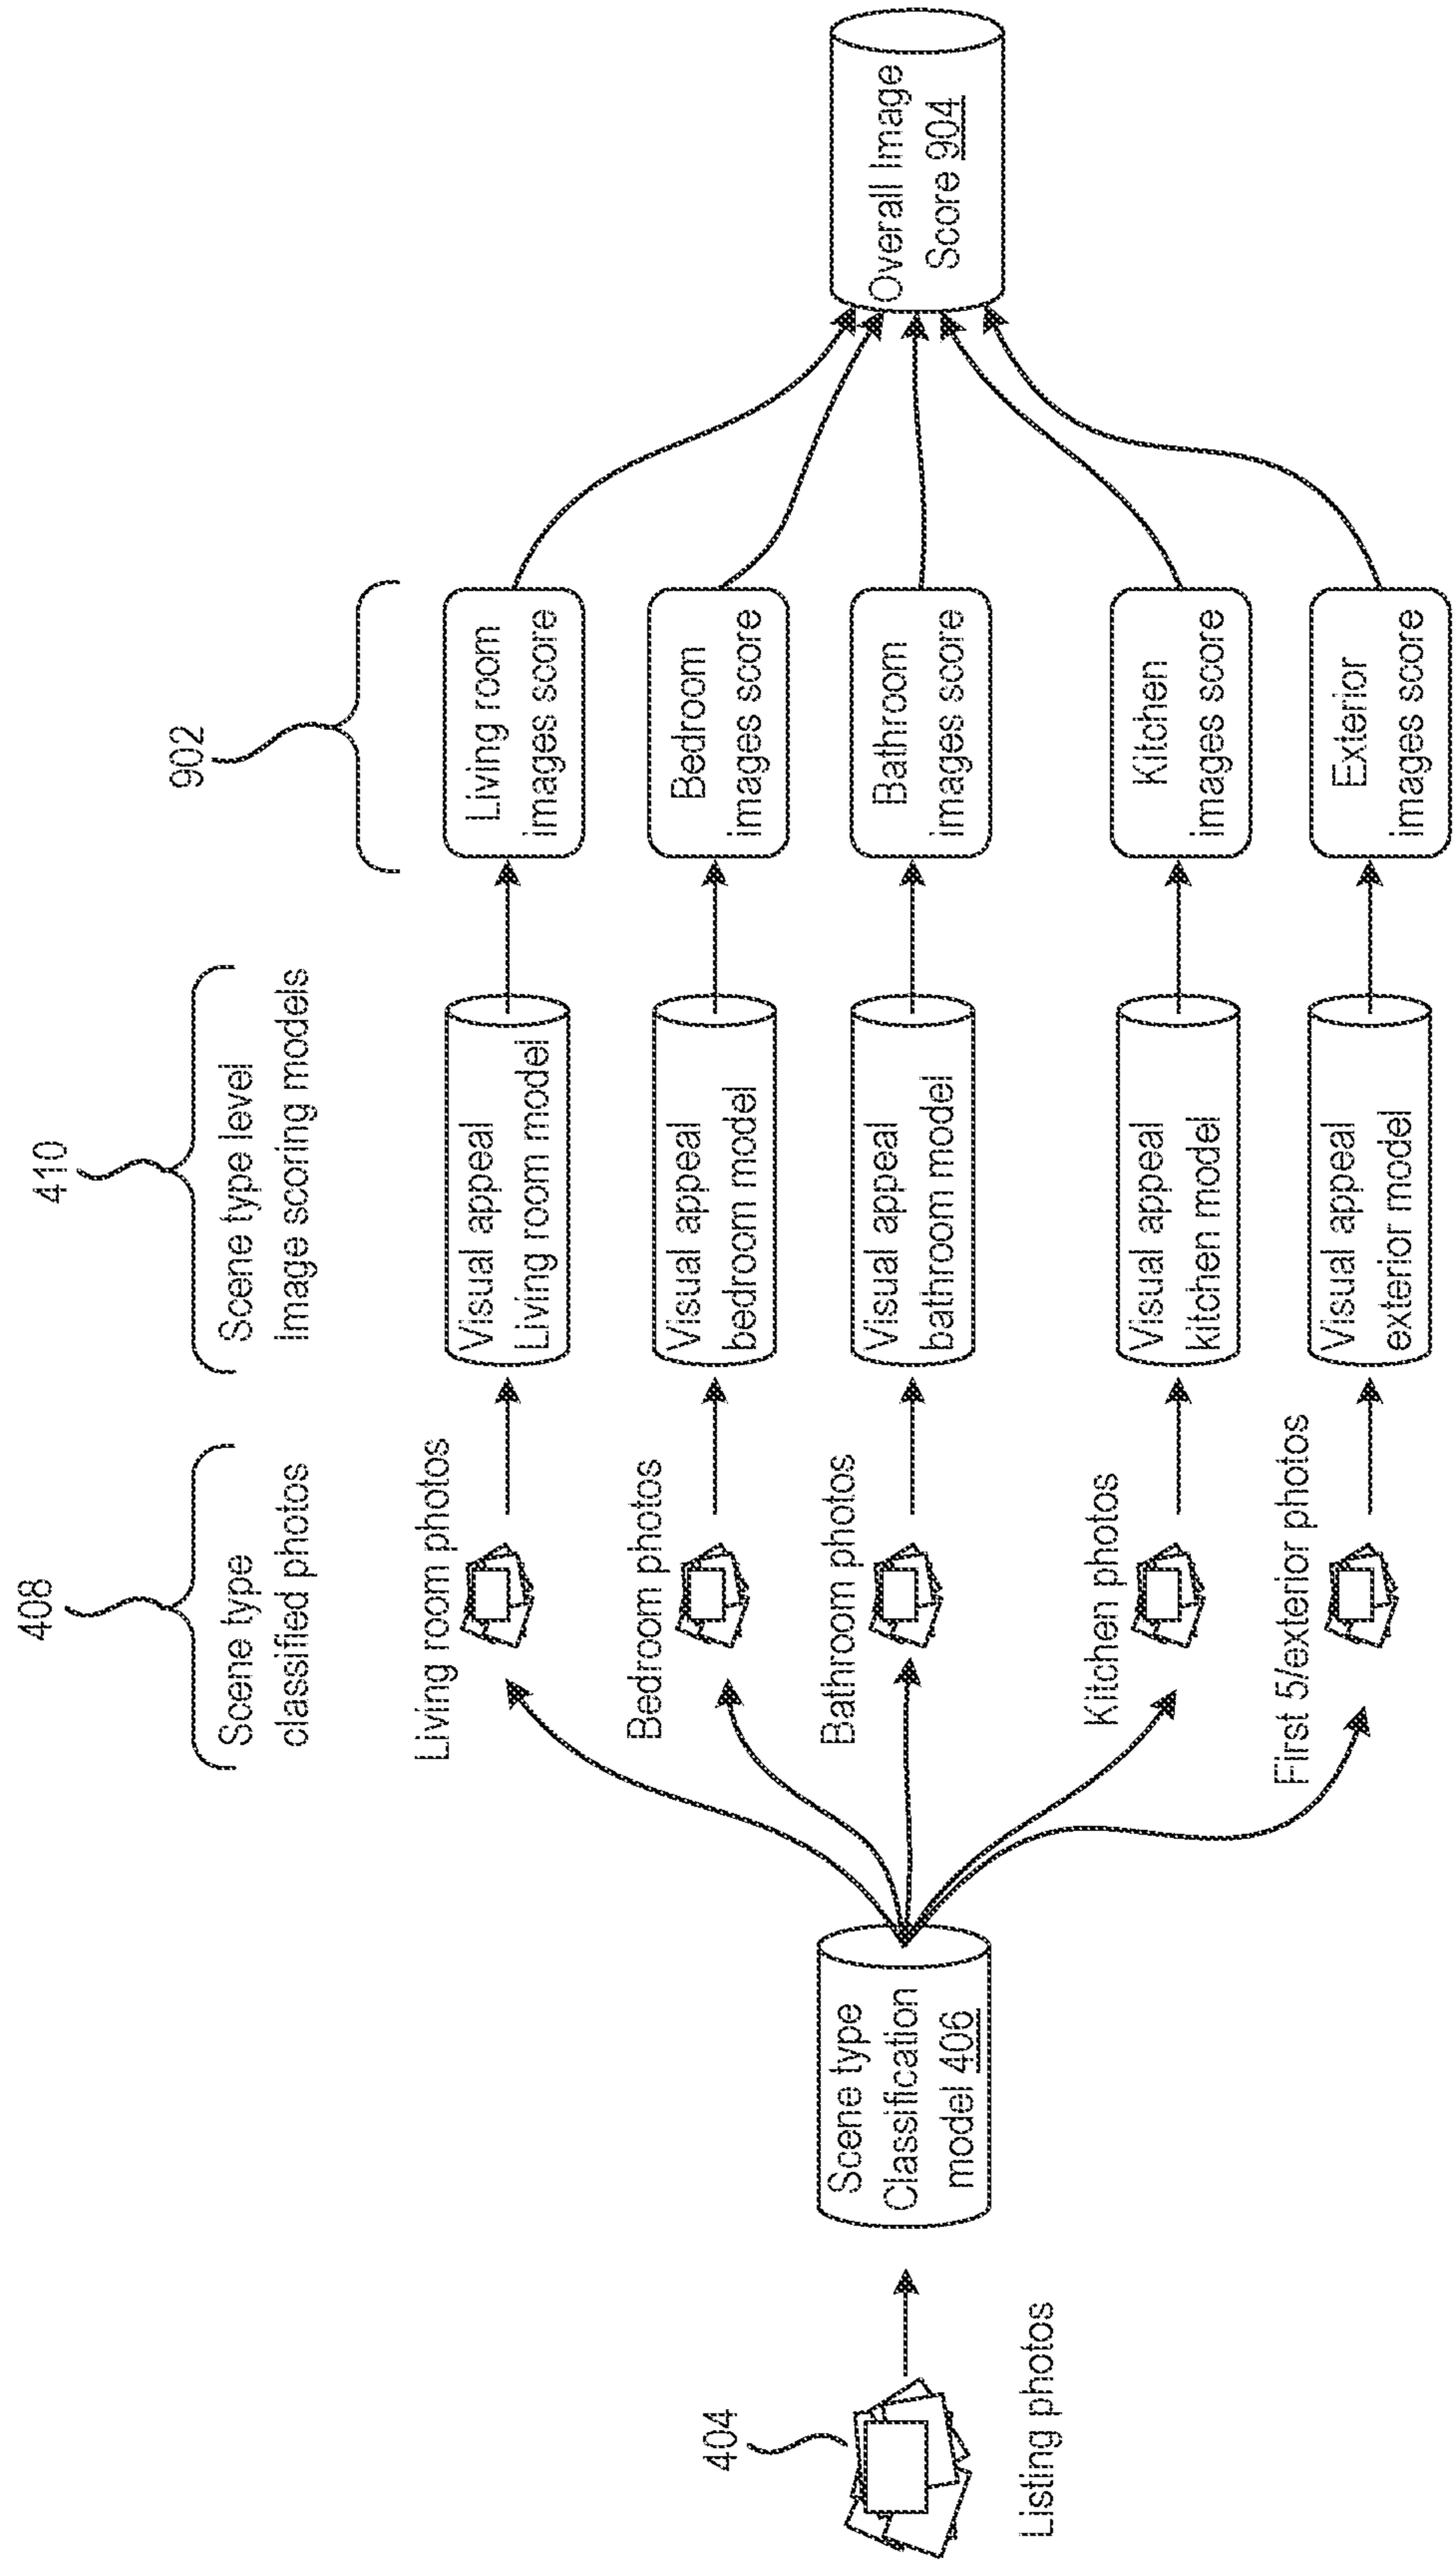 404
Listing photos
Scene type
Classification
model 406
408
Scene type
classified photos
Living room photos
Bedroom photos
Bathroom photos
Kitchen photos
First 5/exterior photos
410
Scene type level
Image scoring models
Visual appeal
Living room model
Visual appeal
bedroom model
Visual appeal
bathroom model
Visual appeal
kitchen model
Visual appeal
exterior model
902
Living room
images score
Bedroom
images score
Bathroom
images score
Kitchen
images score
Exterior
images score
Overall Image
Score 904